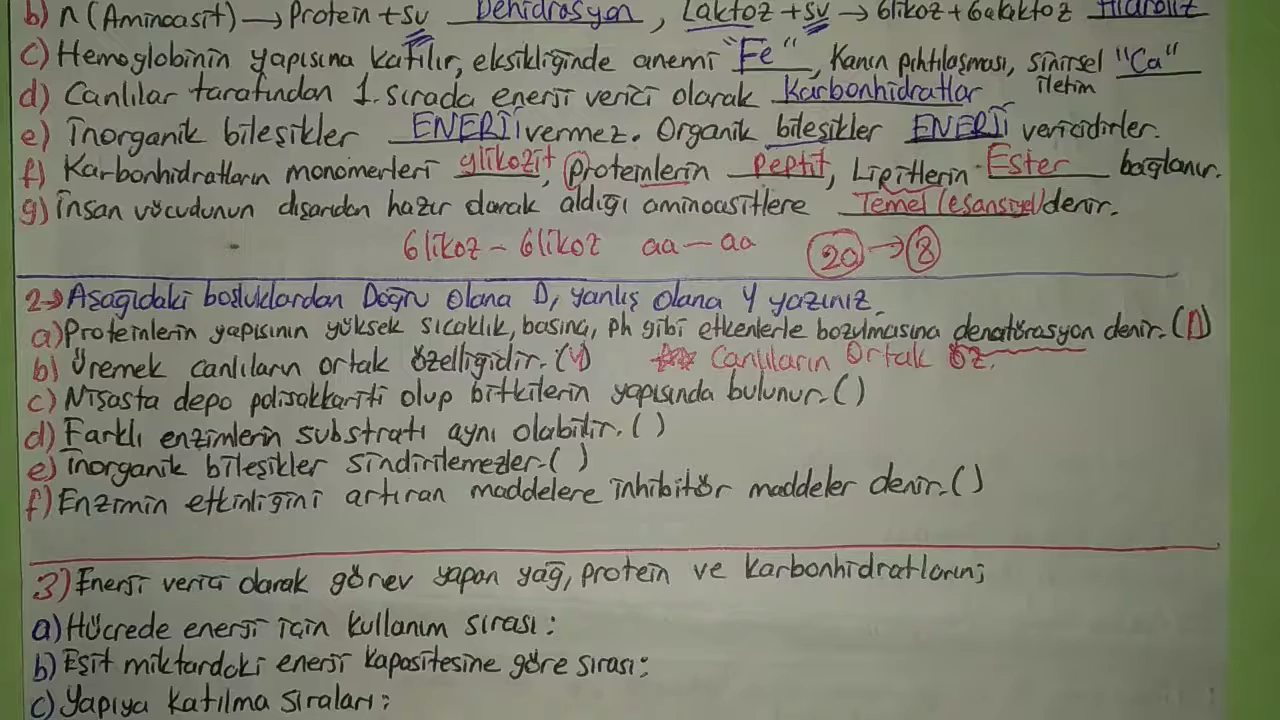 b) n(Aminoasit) → Protein + su Dehidrasyon, Laktoz + su → Glikoz + Galaktoz Hidroliz
c) Hemoglobinin yapısına katılır, eksikliğinde anemi "Fe", Kanın pıhtılaşması, sinirsel iletim "Ca"
d) Canlılar tarafından 1. sırada enerji verici olarak Karbonhidratlar
e) İnorganik bileşikler ENERJİ vermez. Organik bileşikler ENERJİ vericidirler.
f) Karbonhidratların monomerleri glikozit, Proteinlerin peptit, Lipitlerin Ester bağlanır.
g) İnsan vücudunun dışarıdan hazır olarak aldığı aminoasitlere Temel (esansiyel) denir.
Glikoz - Glikoz aa - aa 20 → 8
2→ Aşağıdaki boşluklardan Doğru olana D, yanlış olana Y yazınız.
a) Proteinlerin yapısının yüksek sıcaklık, basınç, ph gibi etkenlerle bozulmasına denatürasyon denir. (D)
b) Üremek canlıların ortak özelliğidir. (Y) Canlıların Ortak Öz.
c) Nişasta depo polisakkariti olup bitkilerin yapısında bulunur. ( )
d) Farklı enzimlerin substratı aynı olabilir. ( )
e) İnorganik bileşikler sindirilemezler. ( )
f) Enzimin etkinliğini artıran maddelere inhibitör maddeler denir. ( )
3) Enerji verici olarak görev yapan yağ, protein ve karbonhidratların;
a) Hücrede enerji için kullanım sırası:
b) Eşit miktardaki enerji kapasitesine göre sırası:
c) Yapıya katılma sıraları: